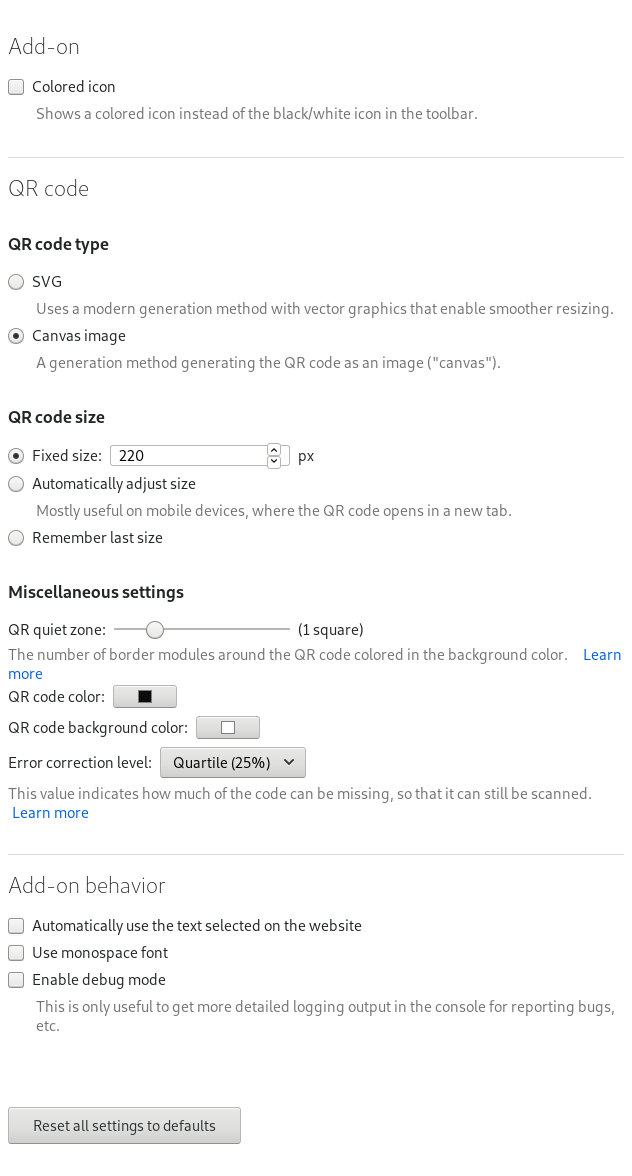 Add-on
Colored icon
Shows a colored icon instead of the black/white icon in the toolbar.
QR code
QR code type
SVG
Uses a modern generation method with vector graphics that enable smoother resizing.
Canvas image
A generation method generating the QR code as an image ("canvas").
QR code size
Fixed size: 220 px
Automatically adjust size
Mostly useful on mobile devices, where the QR code opens in a new tab.
Remember last size
Miscellaneous settings
QR quiet zone: (1 square)
The number of border modules around the QR code colored in the background color. Learn
more
QR code color:
QR code background color:
Error correction level: Quartile (25%)
This value indicates how much of the code can be missing, so that it can still be scanned.
Learn more
Add-on behavior
Automatically use the text selected on the website
Use monospace font
Enable debug mode
This is only useful to get more detailed logging output in the console for reporting bugs,
etc.
Reset all settings to defaults